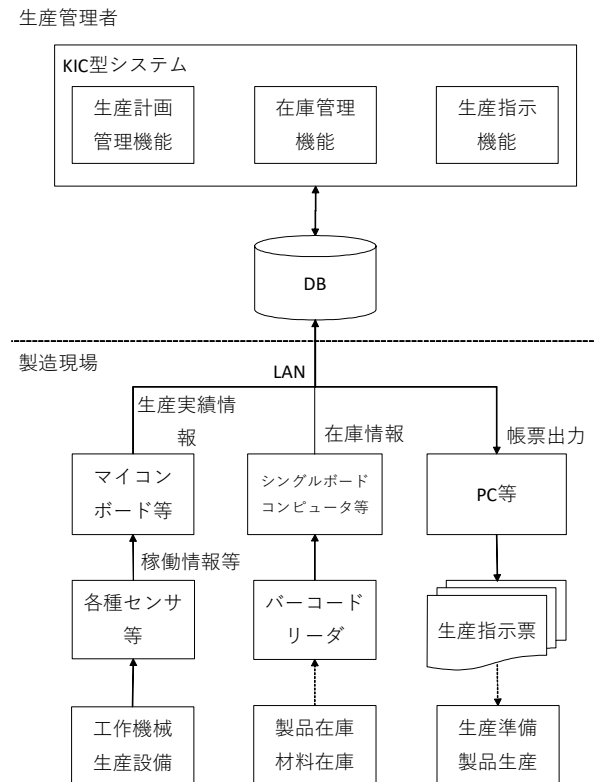 生産管理者
KIC型システム
生産計画
管理機能
在庫管理
機能
生産指示
機能
DB
製造現場
LAN
生産実績情
報
在庫情報
帳票出力
マイコン
ボード等
シングルボード
コンピュータ等
PC等
稼働情報等
各種センサ
等
バーコード
リーダ
生産指示票
工作機械
生産設備
製品在庫
材料在庫
生産準備
製品生産